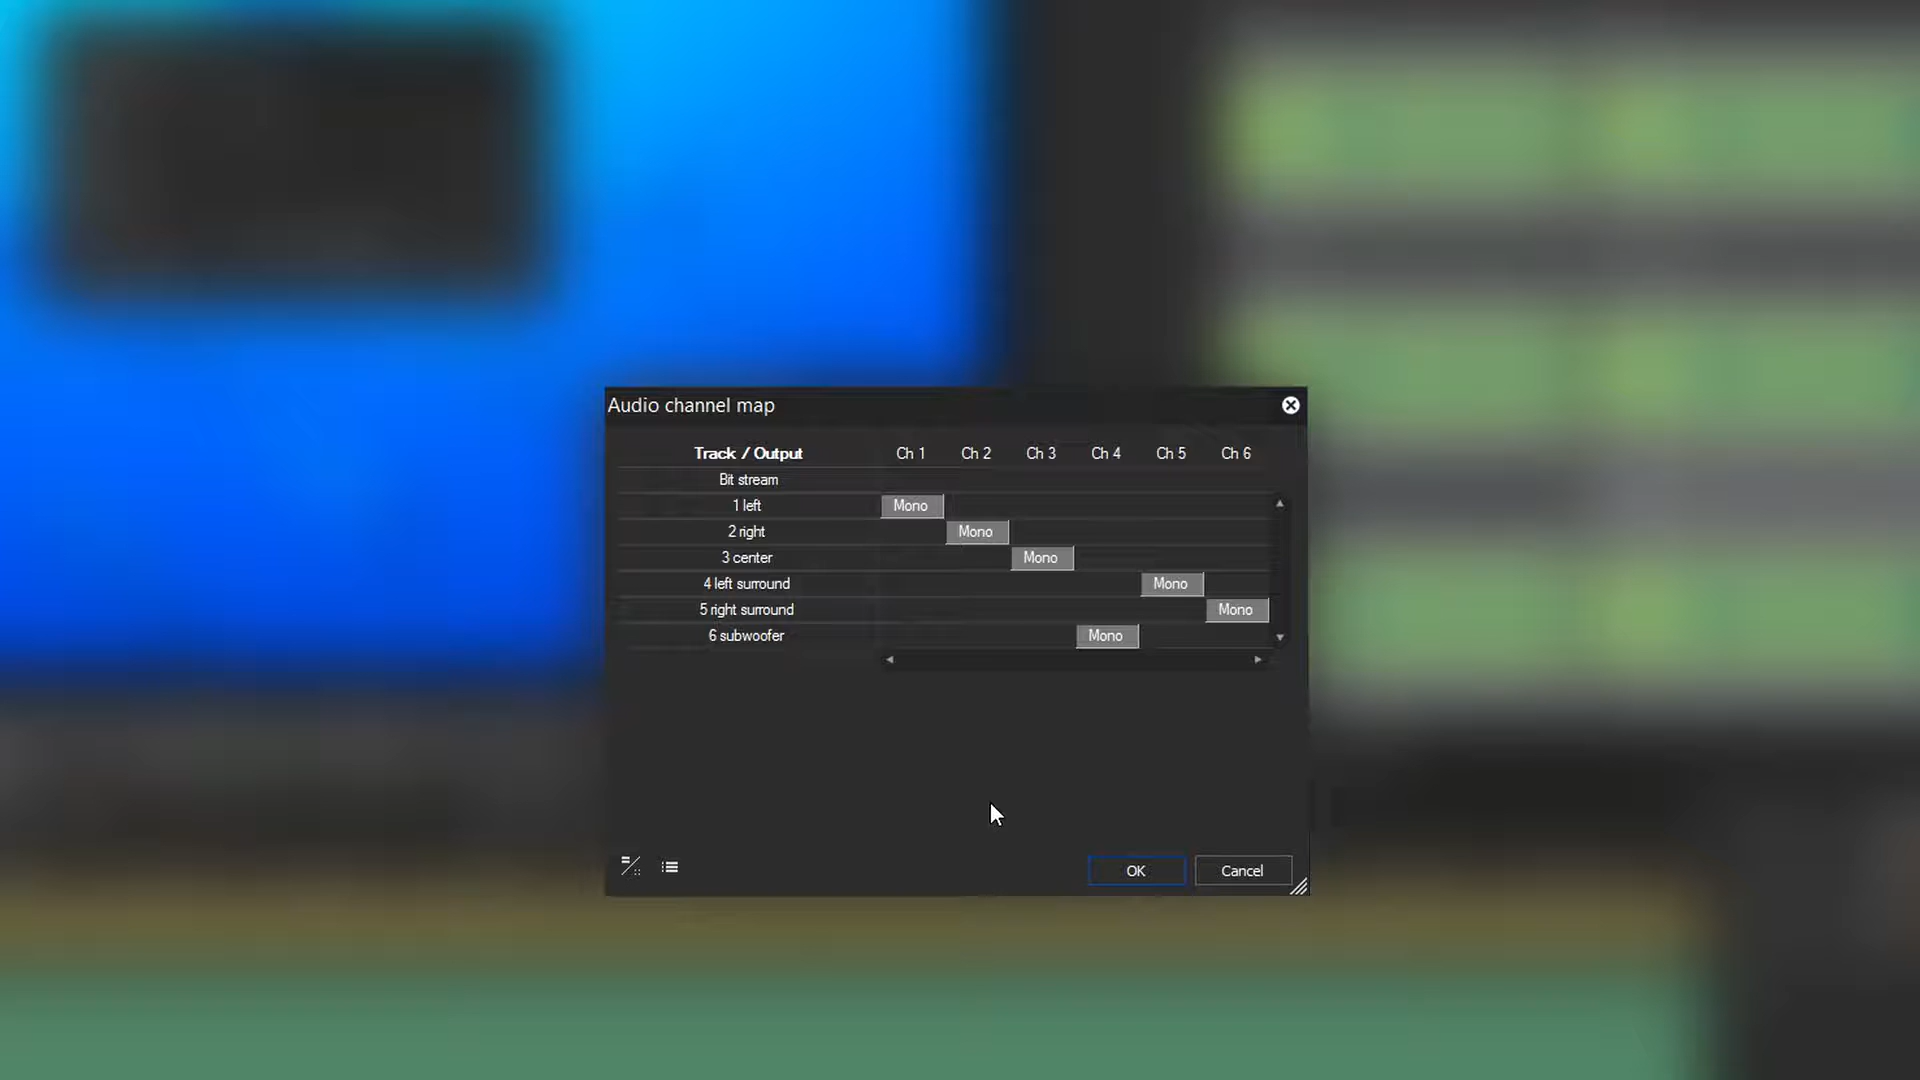 Audio channel map
Track / Output Ch 1 Ch 2 Ch 3 Ch 4 Ch 5 Ch 6
Bit stream
1 left Mono
2 right Mono
3 center Mono
4 left surround Mono
5 right surround Mono
6 subwoofer Mono
OK Cancel